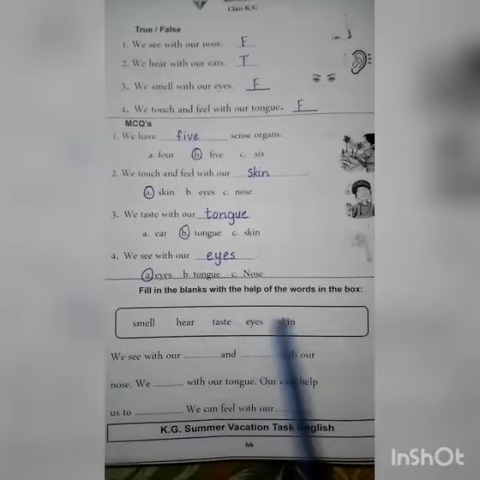 Class K.G
True / False
1. We see with our nose. F
2. We hear with our ears. T
3. We smell with our eyes. F
4. We touch and feel with our tongue. F
MCQ's
1. We have five sense organs.
a. four b. five c. six
2. We touch and feel with our skin
a. skin b. eyes c. nose
3. We taste with our tongue
a. ear b. tongue c. skin
4. We see with our eyes
a. eyes b. tongue c. Nose
Fill in the blanks with the help of the words in the box:
smell hear taste eyes skin
We see with our ............. and ............. our
nose. We ........... with our tongue. Our help
us to ................. We can feel with our....
K.G. Summer Vacation Task English
66
InShOt